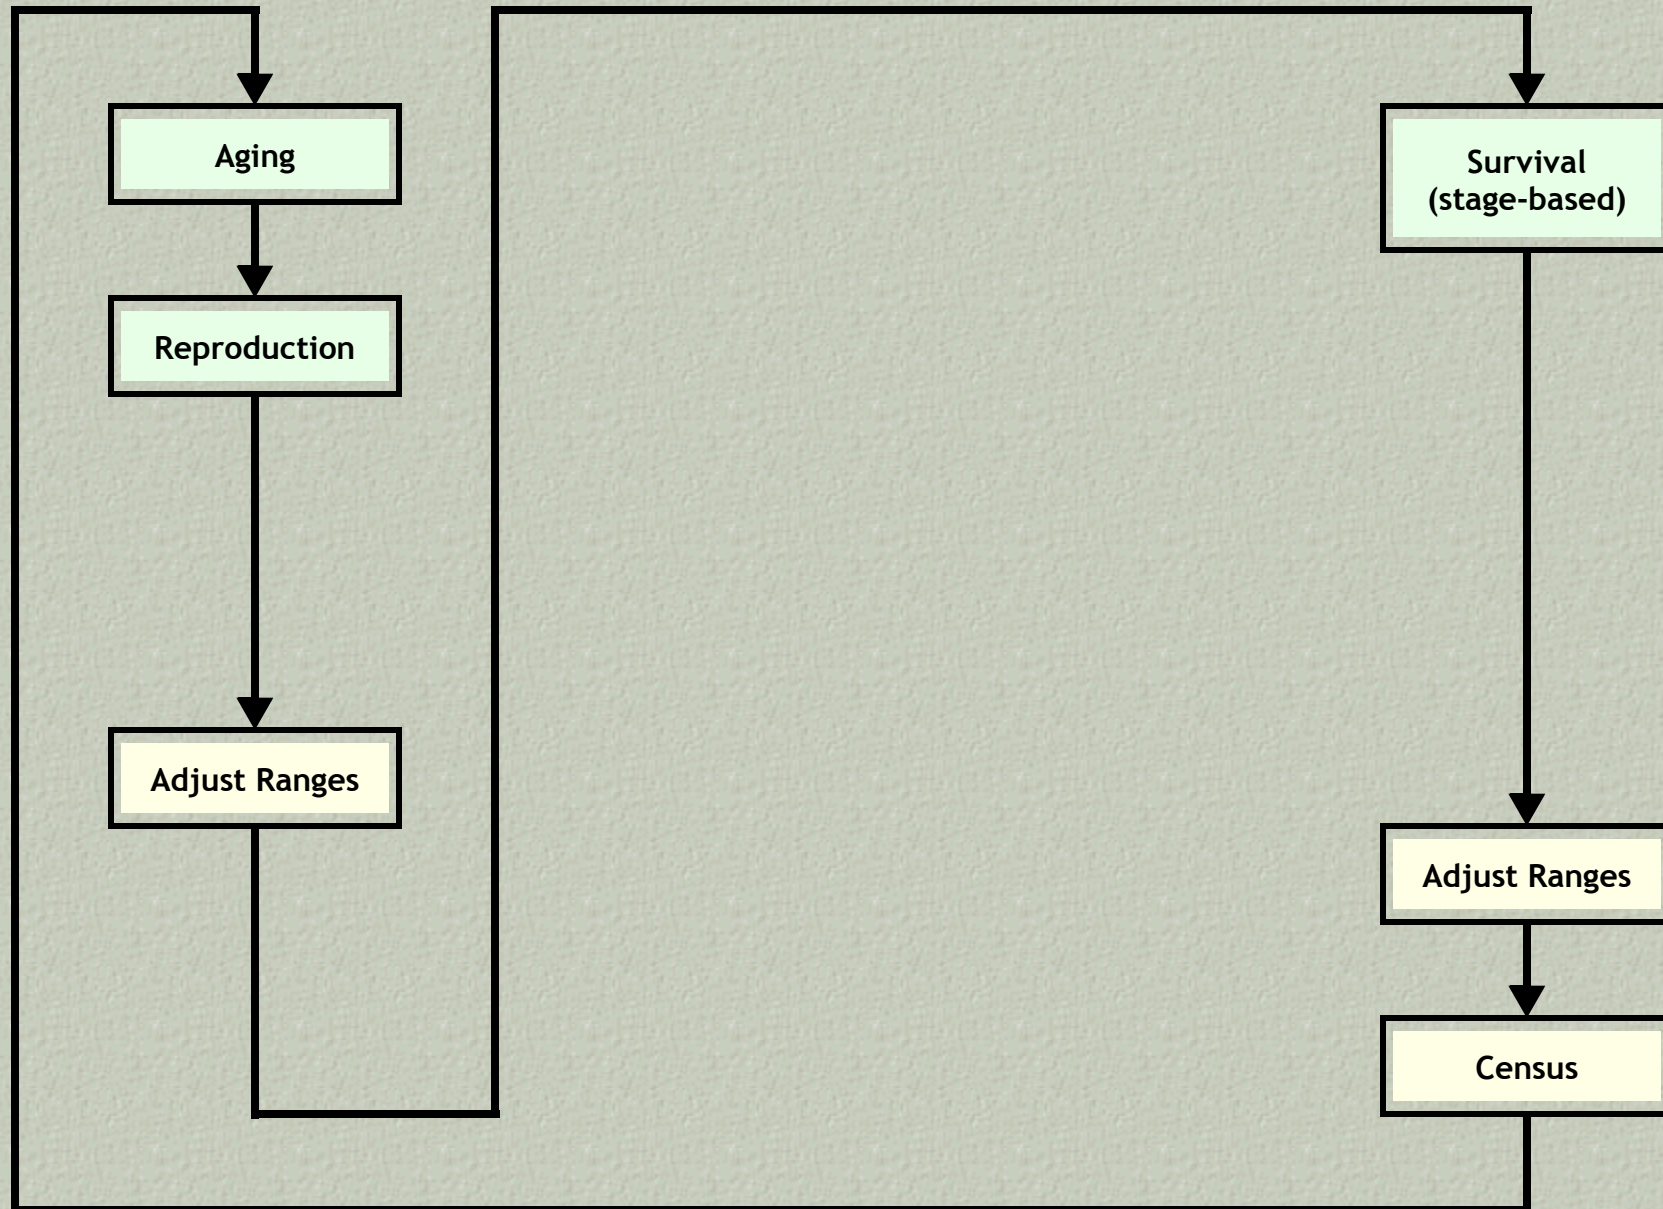 Aging
Reproduction
Adjust Ranges
Survival
(stage-based)
Adjust Ranges
Census